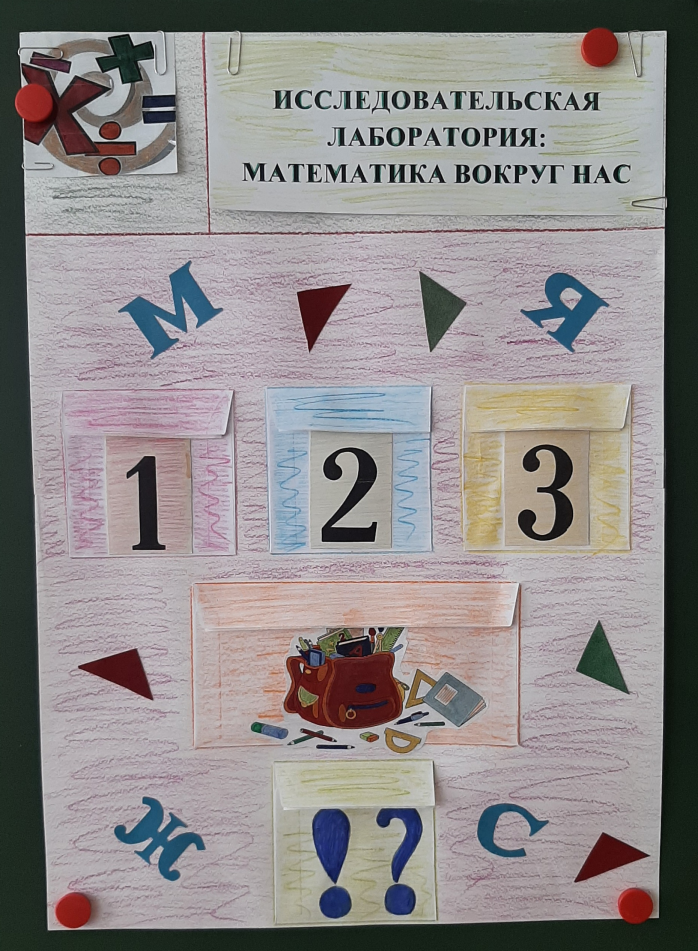 ИССЛЕДОВАТЕЛЬСКАЯ
ЛАБОРАТОРИЯ:
МАТЕМАТИКА ВОКРУГ НАС
М Я
1 2 3
Ж С
! ?